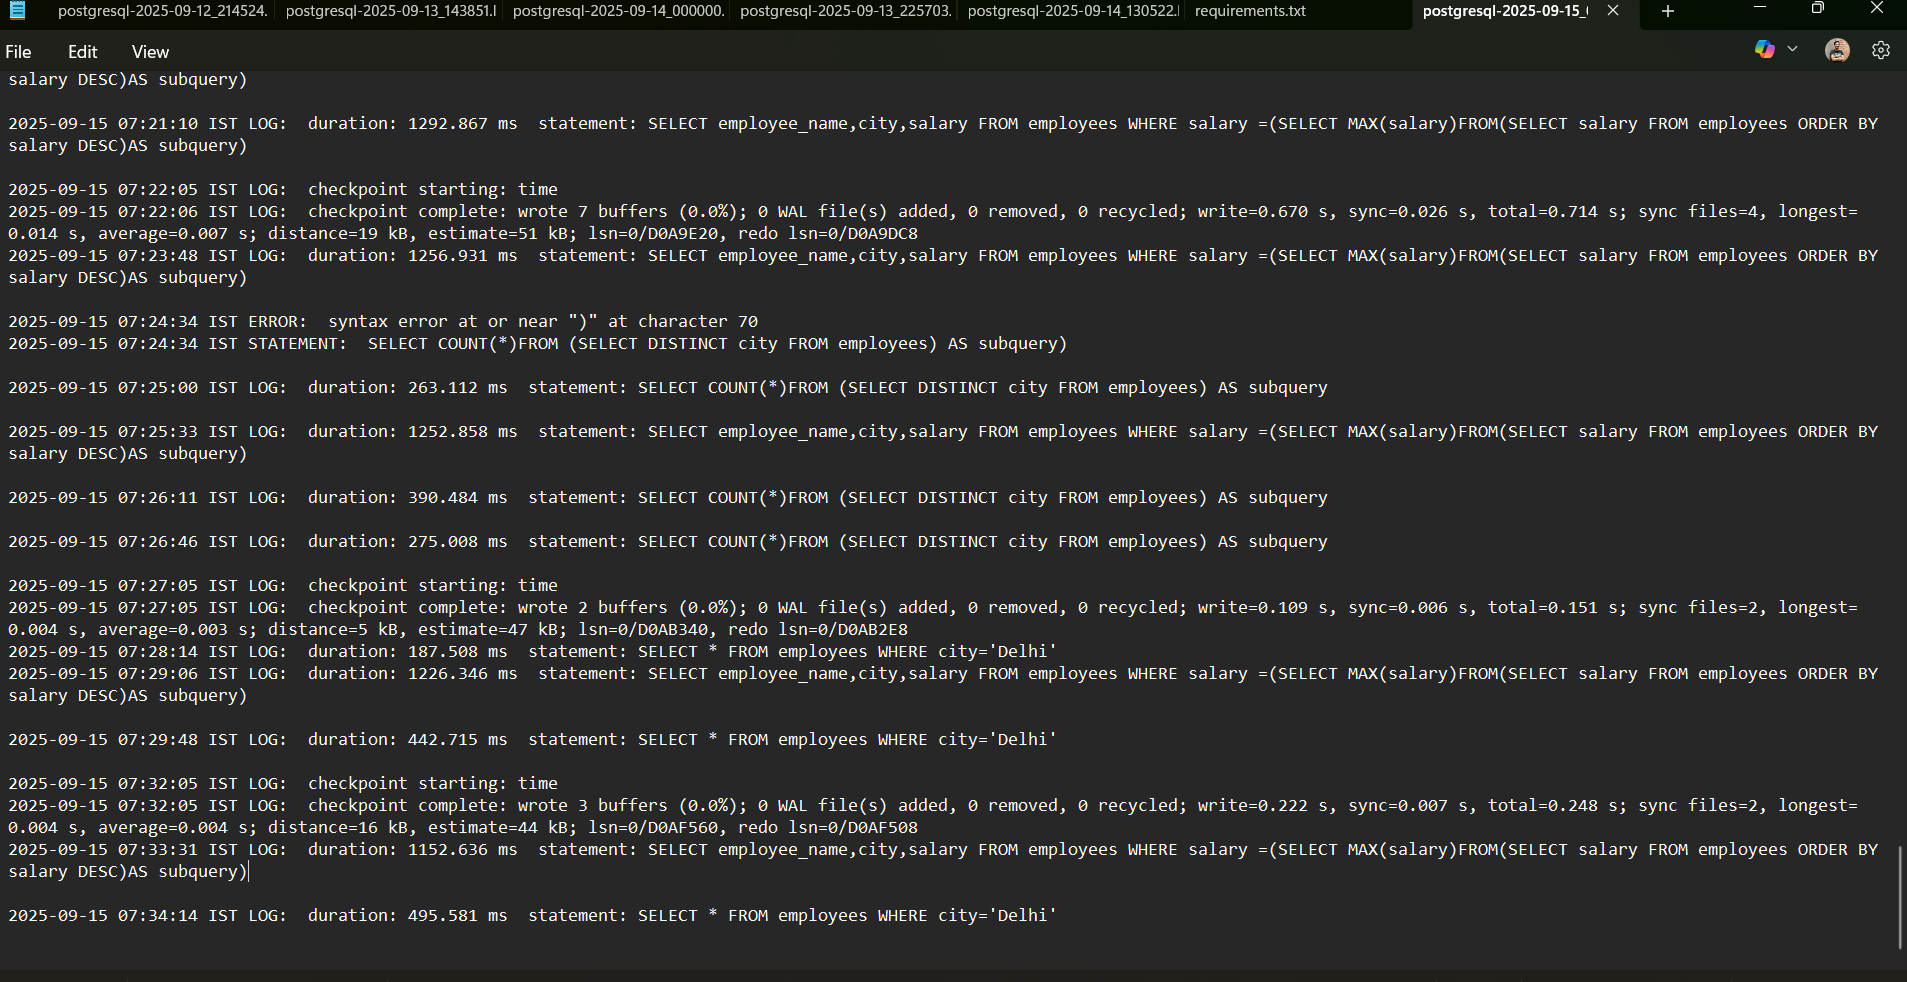 postgresql-2025-09-12_214524. postgresql-2025-09-13_143851.l postgresql-2025-09-14_000000. postgresql-2025-09-13_225703. postgresql-2025-09-14_130522.l requirements.txt postgresql-2025-09-15_(
File Edit View
salary DESC)AS subquery)
2025-09-15 07:21:10 IST LOG:  duration: 1292.867 ms  statement: SELECT employee_name,city,salary FROM employees WHERE salary =(SELECT MAX(salary)FROM(SELECT salary FROM employees ORDER BY
salary DESC)AS subquery)
2025-09-15 07:22:05 IST LOG:  checkpoint starting: time
2025-09-15 07:22:06 IST LOG:  checkpoint complete: wrote 7 buffers (0.0%); 0 WAL file(s) added, 0 removed, 0 recycled; write=0.670 s, sync=0.026 s, total=0.714 s; sync files=4, longest=
0.014 s, average=0.007 s; distance=19 kB, estimate=51 kB; lsn=0/D0A9E20, redo lsn=0/D0A9DC8
2025-09-15 07:23:48 IST LOG:  duration: 1256.931 ms  statement: SELECT employee_name,city,salary FROM employees WHERE salary =(SELECT MAX(salary)FROM(SELECT salary FROM employees ORDER BY
salary DESC)AS subquery)
2025-09-15 07:24:34 IST ERROR:  syntax error at or near ")" at character 70
2025-09-15 07:24:34 IST STATEMENT:  SELECT COUNT(*)FROM (SELECT DISTINCT city FROM employees) AS subquery)
2025-09-15 07:25:00 IST LOG:  duration: 263.112 ms  statement: SELECT COUNT(*)FROM (SELECT DISTINCT city FROM employees) AS subquery
2025-09-15 07:25:33 IST LOG:  duration: 1252.858 ms  statement: SELECT employee_name,city,salary FROM employees WHERE salary =(SELECT MAX(salary)FROM(SELECT salary FROM employees ORDER BY
salary DESC)AS subquery)
2025-09-15 07:26:11 IST LOG:  duration: 390.484 ms  statement: SELECT COUNT(*)FROM (SELECT DISTINCT city FROM employees) AS subquery
2025-09-15 07:26:46 IST LOG:  duration: 275.008 ms  statement: SELECT COUNT(*)FROM (SELECT DISTINCT city FROM employees) AS subquery
2025-09-15 07:27:05 IST LOG:  checkpoint starting: time
2025-09-15 07:27:05 IST LOG:  checkpoint complete: wrote 2 buffers (0.0%); 0 WAL file(s) added, 0 removed, 0 recycled; write=0.109 s, sync=0.006 s, total=0.151 s; sync files=2, longest=
0.004 s, average=0.003 s; distance=5 kB, estimate=47 kB; lsn=0/D0AB340, redo lsn=0/D0AB2E8
2025-09-15 07:28:14 IST LOG:  duration: 187.508 ms  statement: SELECT * FROM employees WHERE city='Delhi'
2025-09-15 07:29:06 IST LOG:  duration: 1226.346 ms  statement: SELECT employee_name,city,salary FROM employees WHERE salary =(SELECT MAX(salary)FROM(SELECT salary FROM employees ORDER BY
salary DESC)AS subquery)
2025-09-15 07:29:48 IST LOG:  duration: 442.715 ms  statement: SELECT * FROM employees WHERE city='Delhi'
2025-09-15 07:32:05 IST LOG:  checkpoint starting: time
2025-09-15 07:32:05 IST LOG:  checkpoint complete: wrote 3 buffers (0.0%); 0 WAL file(s) added, 0 removed, 0 recycled; write=0.222 s, sync=0.007 s, total=0.248 s; sync files=2, longest=
0.004 s, average=0.004 s; distance=16 kB, estimate=44 kB; lsn=0/D0AF560, redo lsn=0/D0AF508
2025-09-15 07:33:31 IST LOG:  duration: 1152.636 ms  statement: SELECT employee_name,city,salary FROM employees WHERE salary =(SELECT MAX(salary)FROM(SELECT salary FROM employees ORDER BY
salary DESC)AS subquery)
2025-09-15 07:34:14 IST LOG:  duration: 495.581 ms  statement: SELECT * FROM employees WHERE city='Delhi'